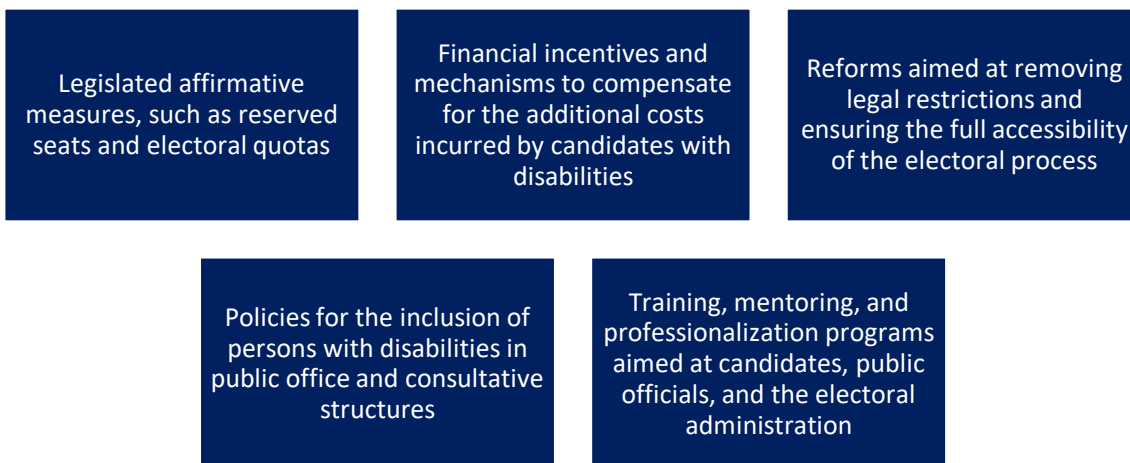 Legislated affirmative
measures, such as reserved
seats and electoral quotas
Financial incentives and
mechanisms to compensate
for the additional costs
incurred by candidates with
disabilities
Reforms aimed at removing
legal restrictions and
ensuring the full accessibility
of the electoral process
Policies for the inclusion of
persons with disabilities in
public office and consultative
structures
Training, mentoring, and
professionalization programs
aimed at candidates, public
officials, and the electoral
administration